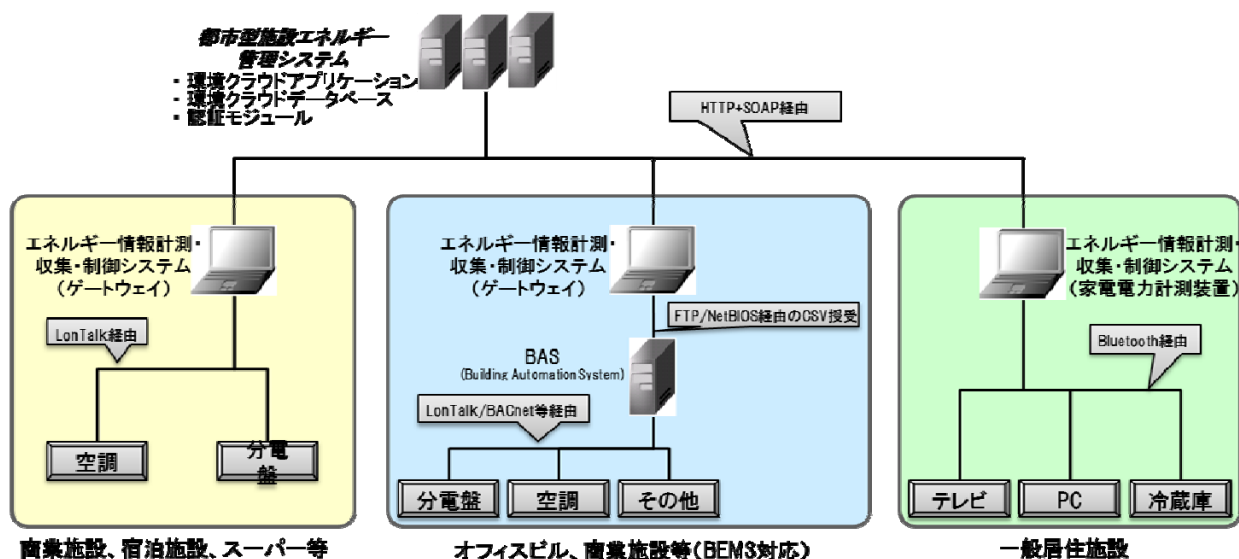 都市型施設エネルギー
管理システム
・環境クラウドアプリケーション
・環境クラウドデータベース
・認証モジュール
HTTP+SOAP経由
エネルギー情報計測・
収集・制御システム
(ゲートウェイ)
LonTalk経由
空調
分電
盤
商業施設、宿泊施設、スーパー等
エネルギー情報計測・
収集・制御システム
(ゲートウェイ)
FTP/NetBIOS経由のCSV授受
BAS
(Building Automation System)
LonTalk/BACnet等経由
分電盤
空調
その他
オフィスビル、商業施設等(BEMS対応)
エネルギー情報計測・
収集・制御システム
(家電電力計測装置)
Bluetooth経由
テレビ
PC
冷蔵庫
一般居住施設